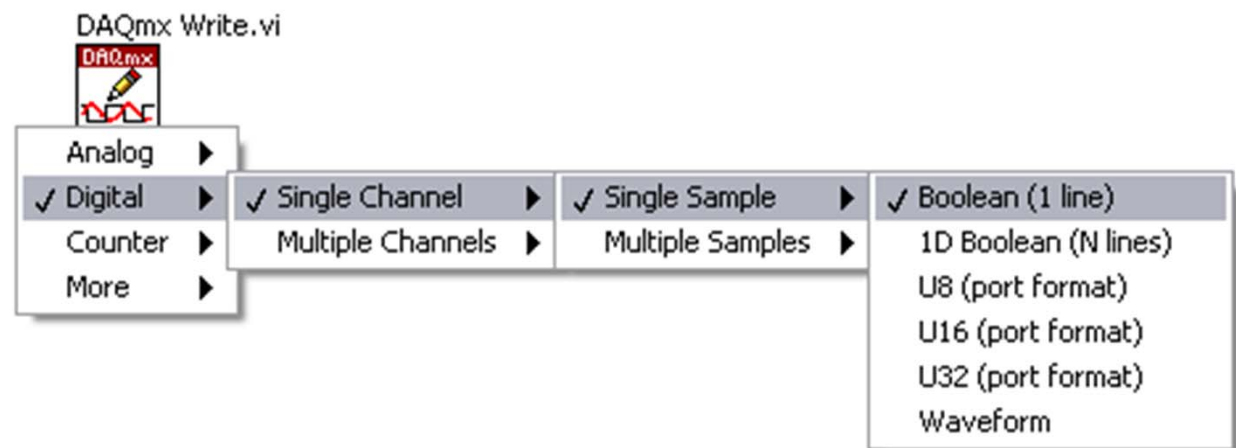 DAQmx Write.vi
DAQmx
Analog
✓ Digital
Counter
More
✓ Single Channel
Multiple Channels
✓ Single Sample
Multiple Samples
✓ Boolean (1 line)
1D Boolean (N lines)
U8 (port format)
U16 (port format)
U32 (port format)
Waveform